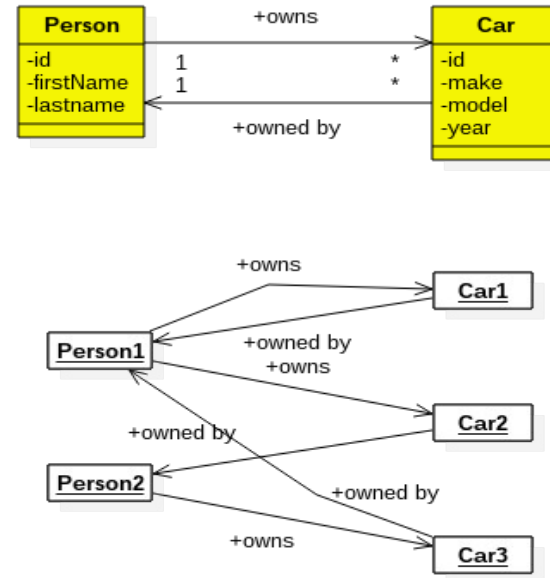 +owns
Person
Car
-id
-firstName
-lastname
1 *
1 *
-id
-make
-model
-year
+owned by
+owns
Car1
Person1
+owned by
+owns
Car2
+owned by
Person2
+owned by
+owns
Car3